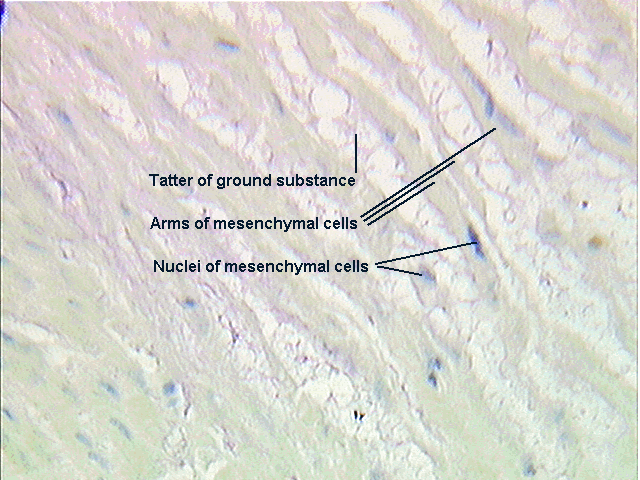 Tatter of ground substance
Arms of mesenchymal cells
Nuclei of mesenchymal cells